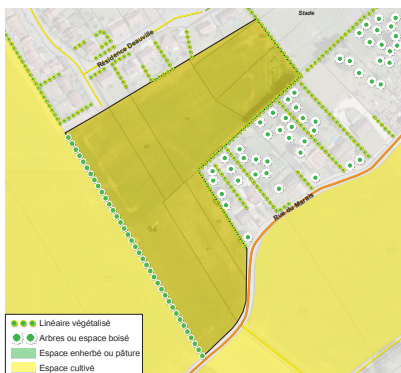 Stade
Résidence Deauville
Rue du Marais
Linéaire végétalisé
Arbres ou espace boisé
Espace enherbé ou pâture
Espace cultivé